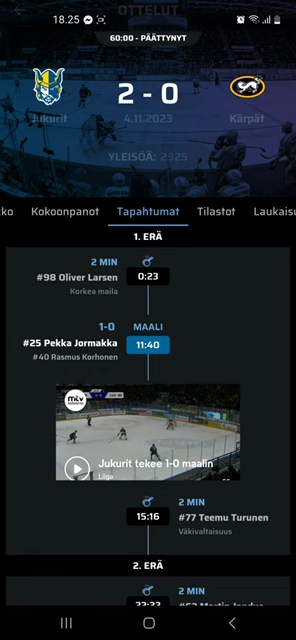 18.25
OTTELUT
60:00 - PÄÄTTYNYT
2 - 0
Jukurit
4.11.2023
Kärpät
YLEISÖÄ: 2825
Kokoonpanot
Tapahtumat
Tilastot
Laukaisu
1. ERÄ
2 MIN
#98 Oliver Larsen
0:23
Korkea maila
1-0
MAALI
#25 Pekka Jormakka
11:40
#40 Rasmus Korhonen
mtv
katsomo
Jukurit tekee 1-0 maalin
Liiga
2 MIN
15:16
#77 Teemu Turunen
Väkivaltaisuus
2. ERÄ
2 MIN